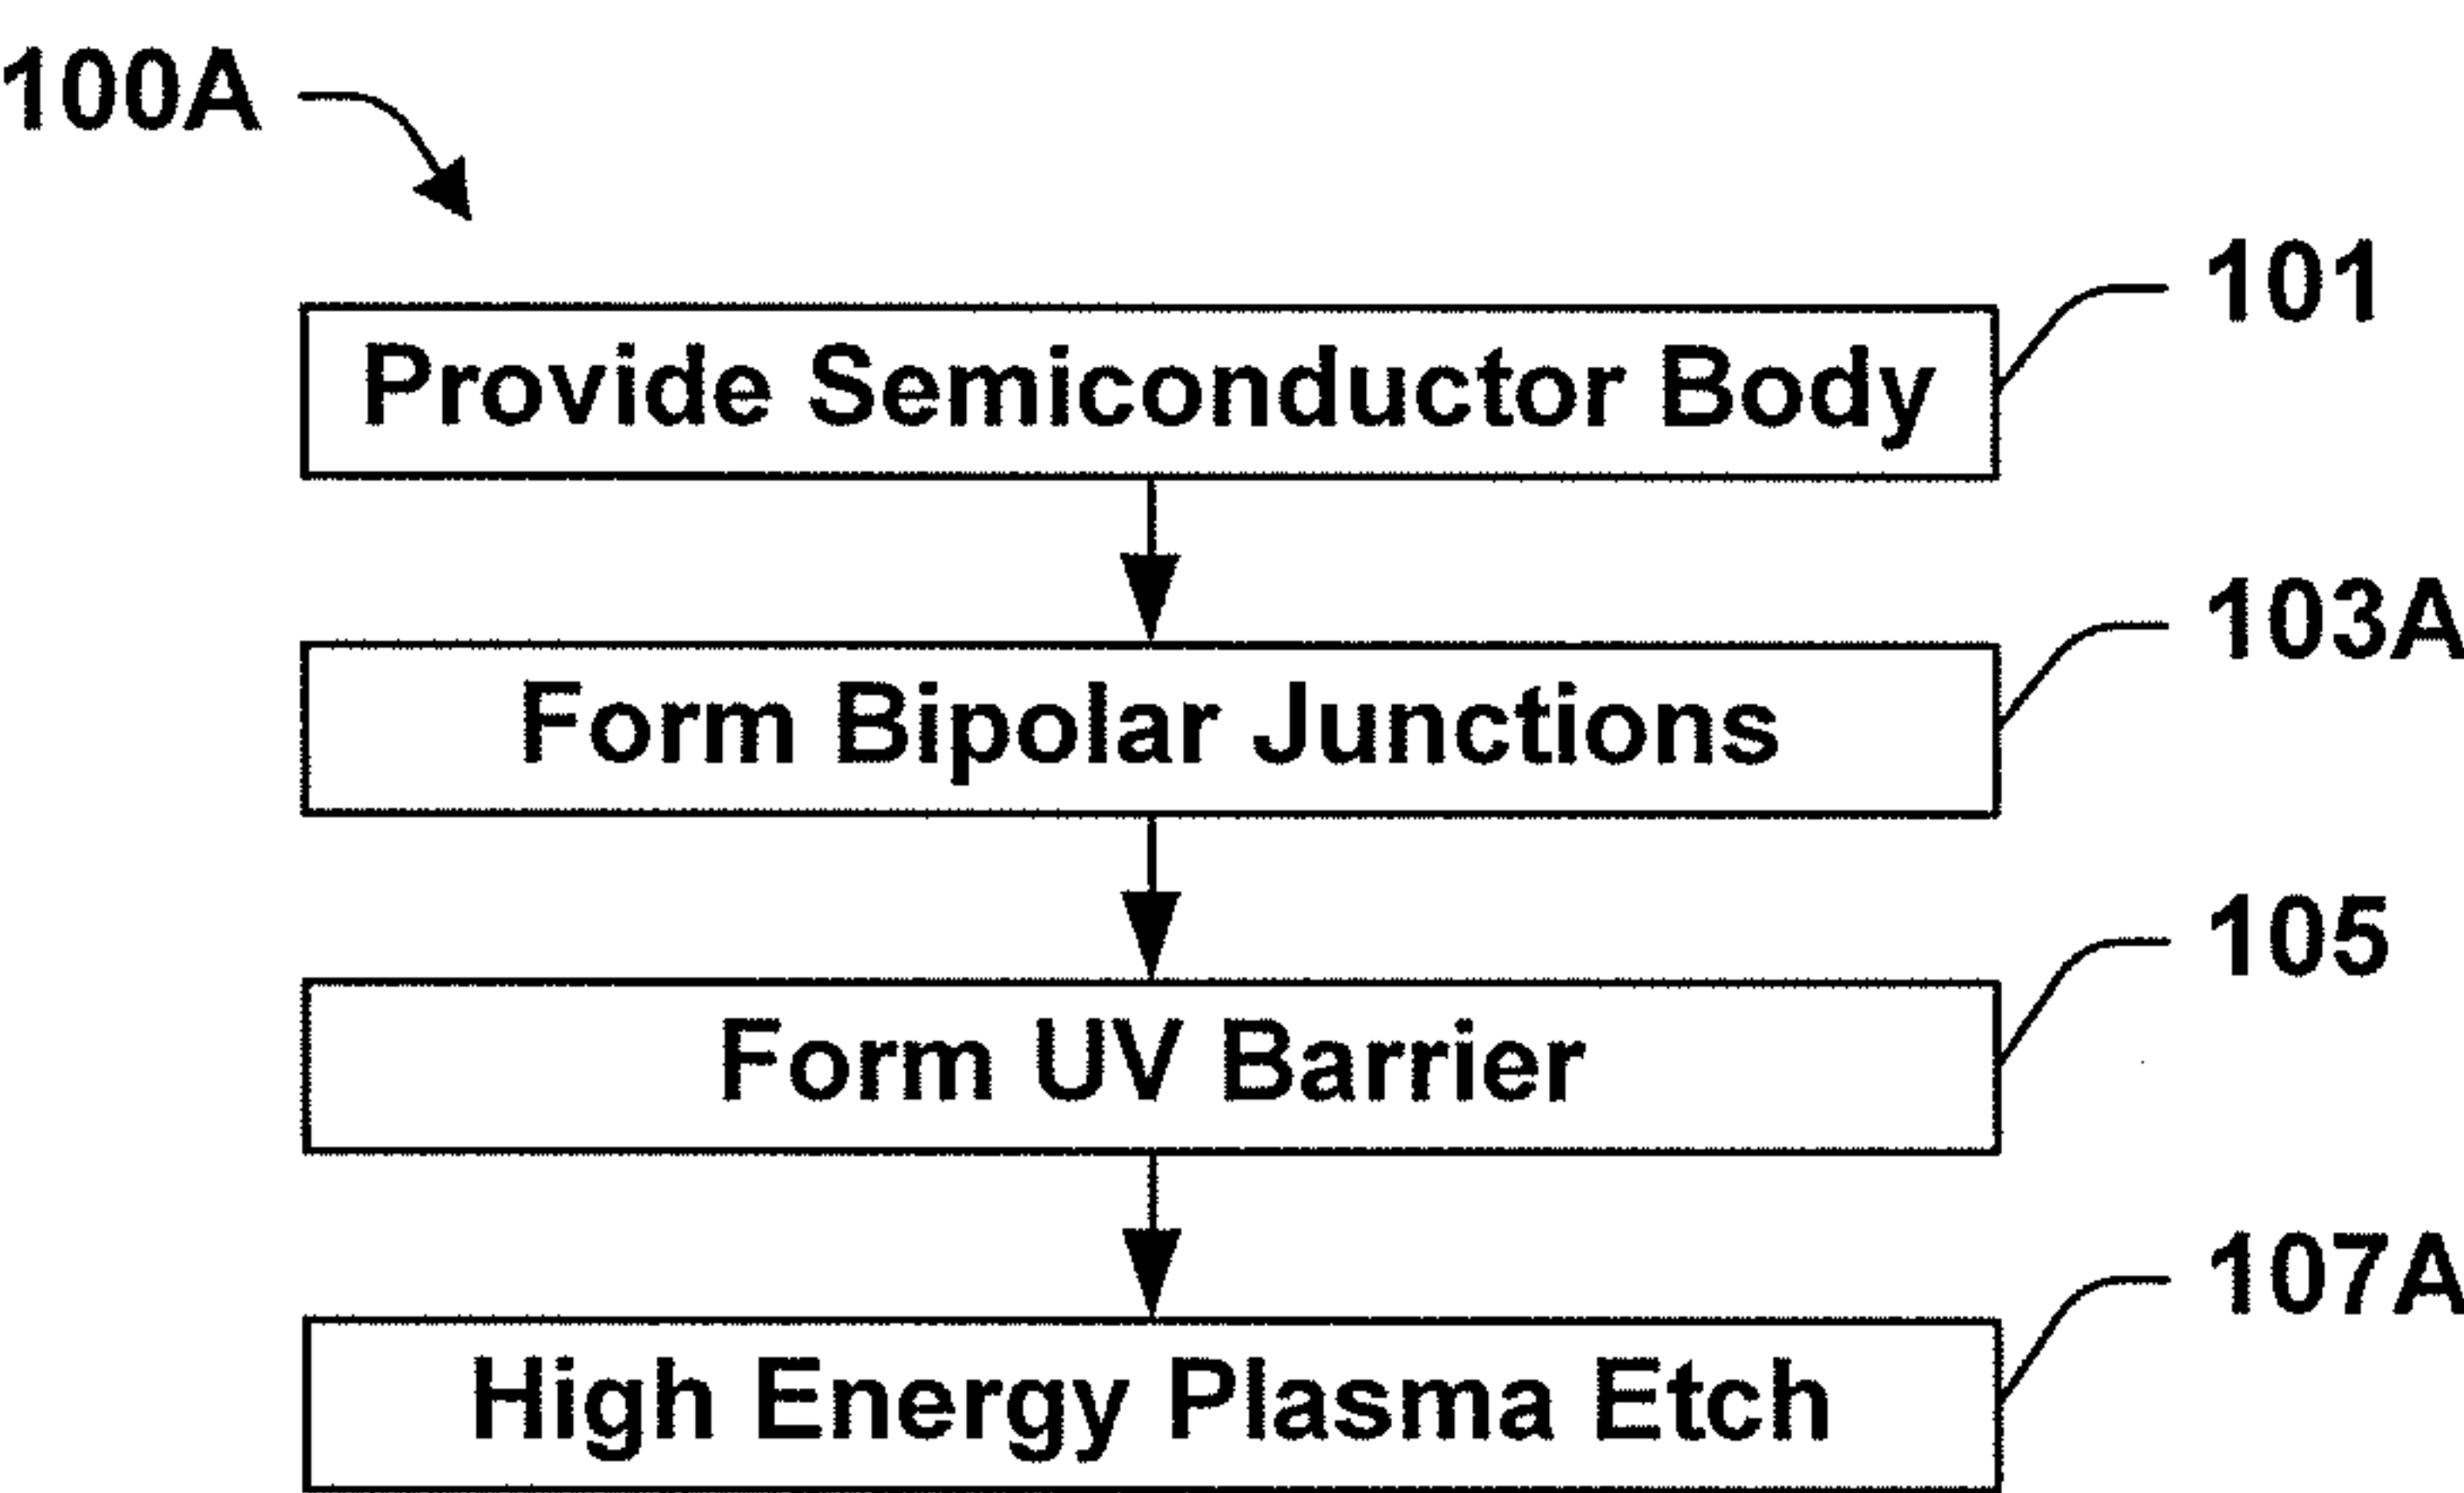 100A
101
Provide Semiconductor Body
103A
Form Bipolar Junctions
105
Form UV Barrier
107A
High Energy Plasma Etch